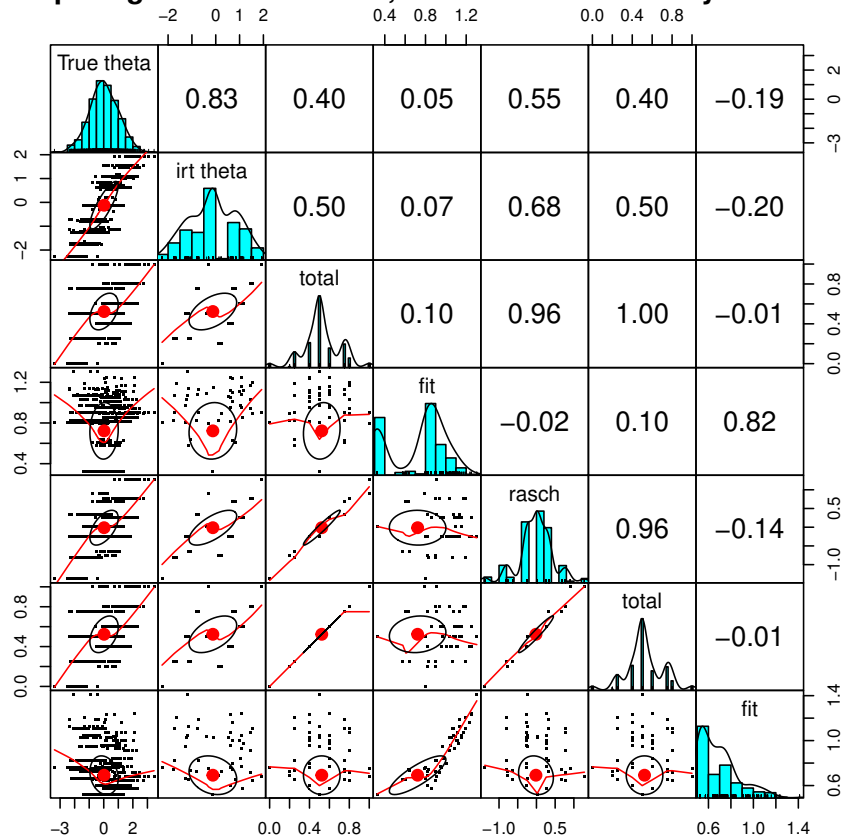 −2 0 1 2 0.4 0.8 1.2 0.0 0.4 0.8
True theta
0.83 0.40 0.05 0.55 0.40 −0.19
−3 0 2
−2 0 1 2
irt theta
0.50 0.07 0.68 0.50 −0.20
total
0.10 0.96 1.00 −0.01
0.0 0.4 0.8
0.4 0.8 1.2
fit
−0.02 0.10 0.82
rasch
0.96 −0.14
−1.0 0.5
0.0 0.4 0.8
total
−0.01
fit
0.6 1.0 1.4
−3 0 2 0.0 0.4 0.8 −1.0 0.5 0.6 1.0 1.4